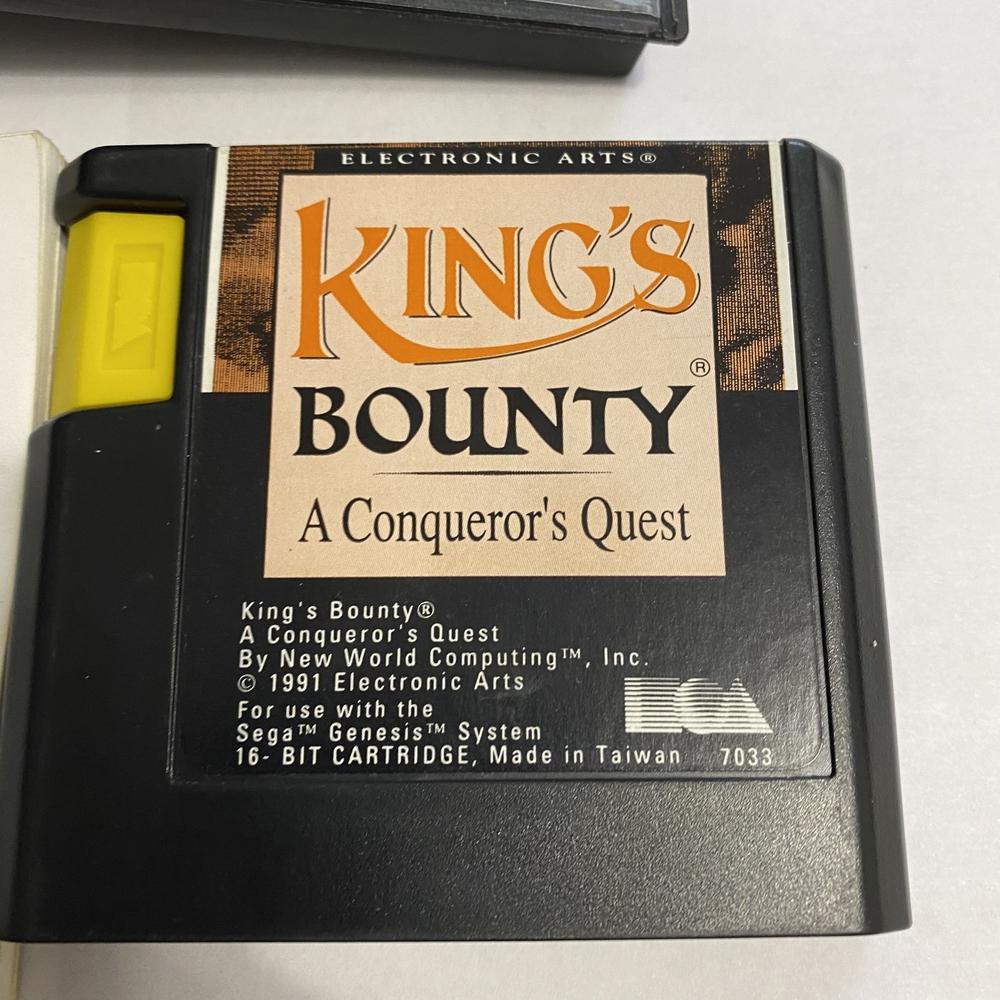 ELECTRONIC ARTS®
KING'S
BOUNTY®
A Conqueror's Quest
King's Bounty®
A Conqueror's Quest
By New World Computing™, Inc.
© 1991 Electronic Arts
For use with the
Sega™ Genesis™ System
16- BIT CARTRIDGE, Made in Taiwan 7033
EA